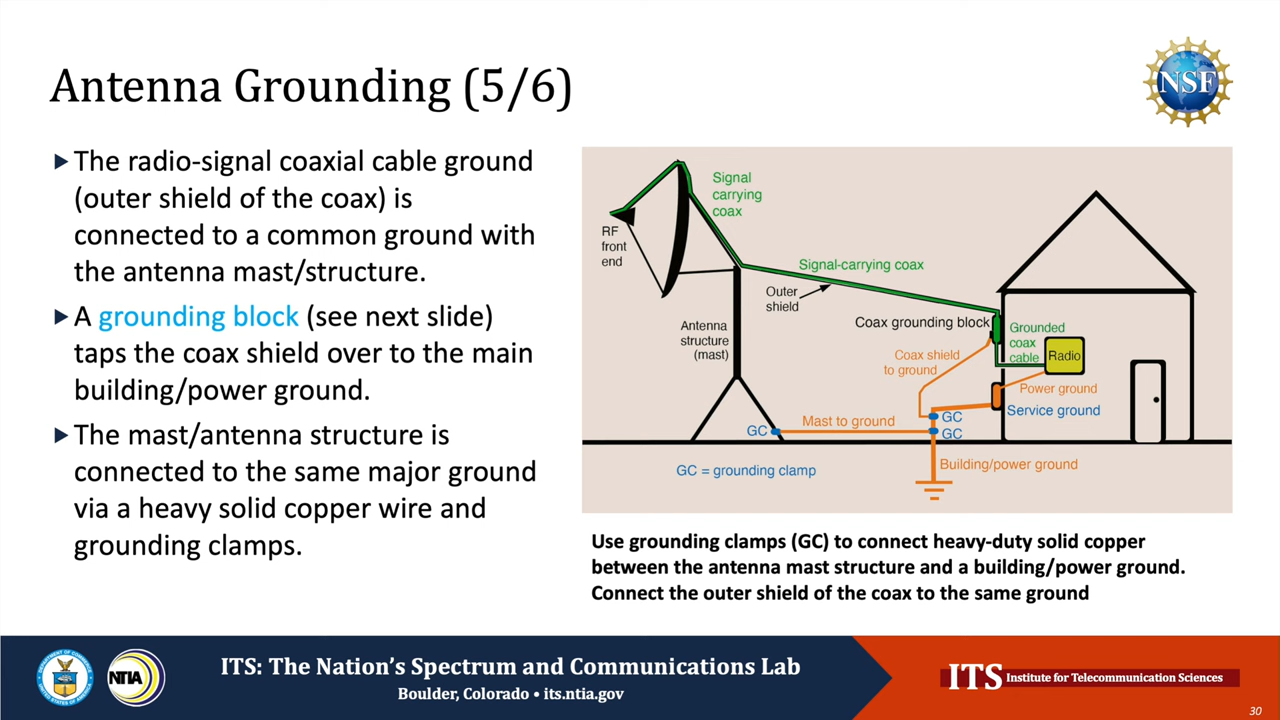 Antenna Grounding (5/6)
NSF
The radio-signal coaxial cable ground
(outer shield of the coax) is
connected to a common ground with
the antenna mast/structure.
A grounding block (see next slide)
taps the coax shield over to the main
building/power ground.
The mast/antenna structure is
connected to the same major ground
via a heavy solid copper wire and
grounding clamps.
Signal
carrying
coax
RF
front
end
Signal-carrying coax
Outer
shield
Antenna
structure
(mast)
Coax grounding block
Grounded
coax
cable
Radio
Coax shield
to ground
Power ground
Service ground
Mast to ground
GC
GC
GC
GC = grounding clamp
Building/power ground
Use grounding clamps (GC) to connect heavy-duty solid copper
between the antenna mast structure and a building/power ground.
Connect the outer shield of the coax to the same ground
NTIA
ITS: The Nation's Spectrum and Communications Lab
Boulder, Colorado • its.ntia.gov
ITS Institute for Telecommunication Sciences
30